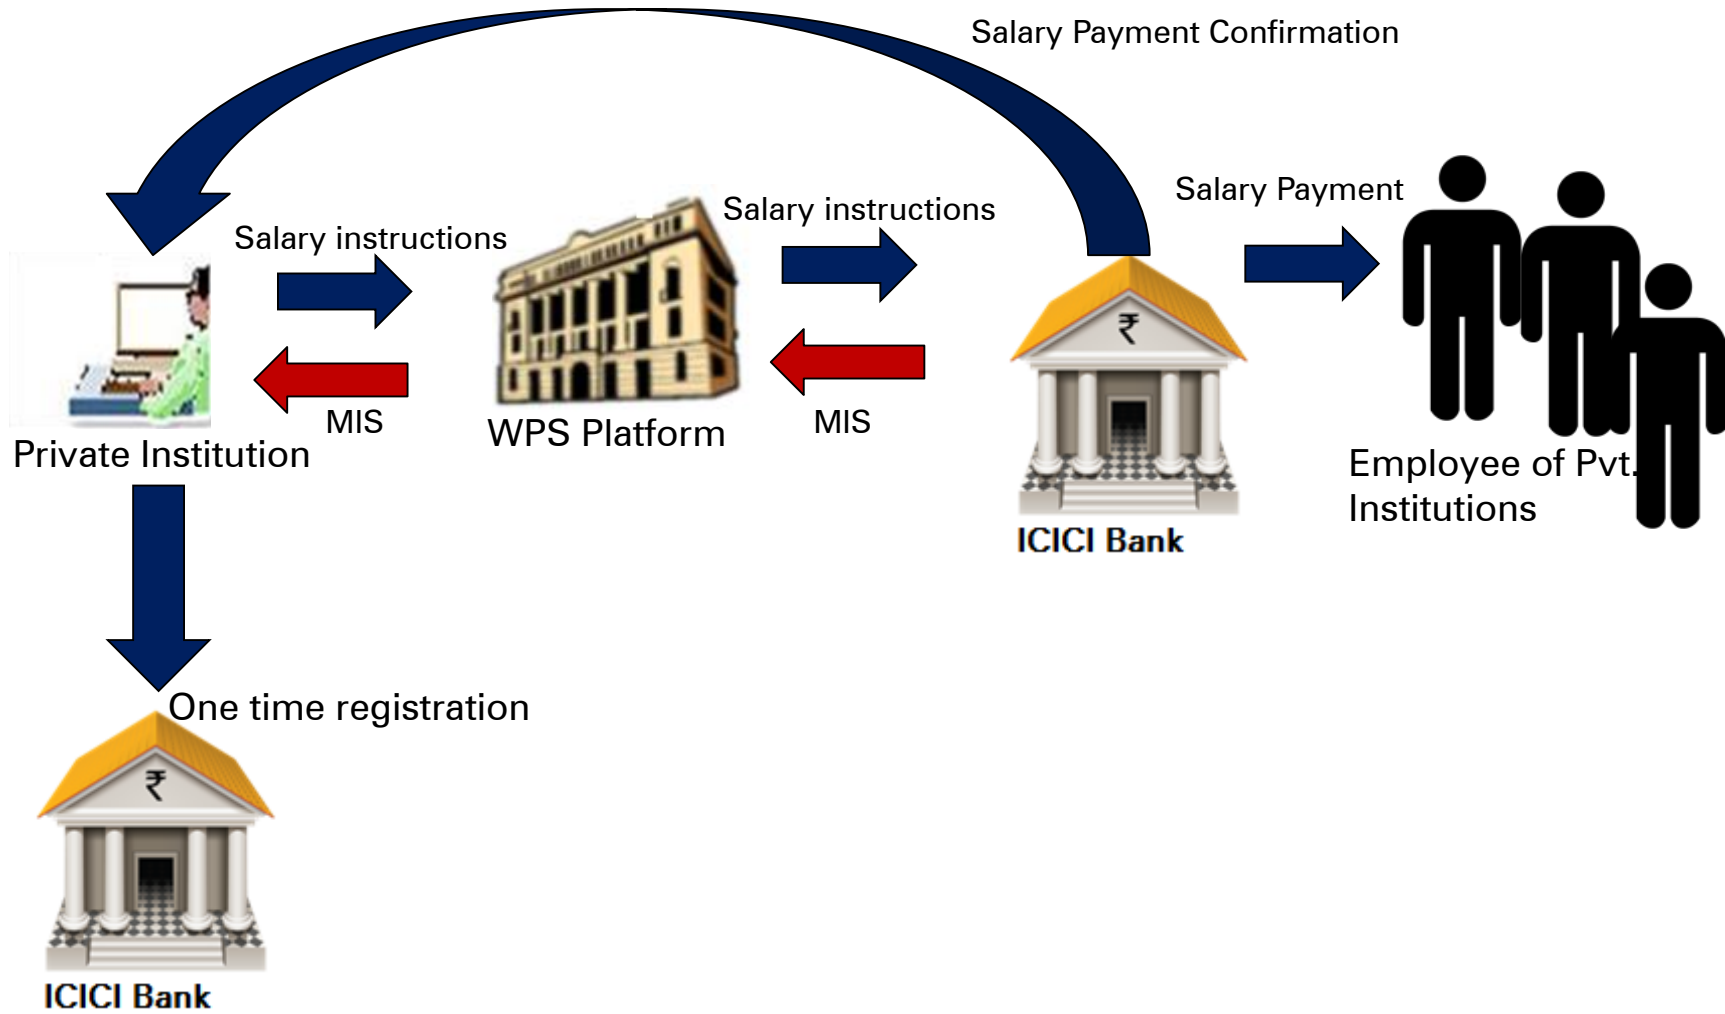 Salary Payment Confirmation
Salary Payment
Salary instructions
Salary instructions
₹
MIS
MIS
WPS Platform
Private Institution
Employee of Pvt.
Institutions
ICICI Bank
One time registration
₹
ICICI Bank